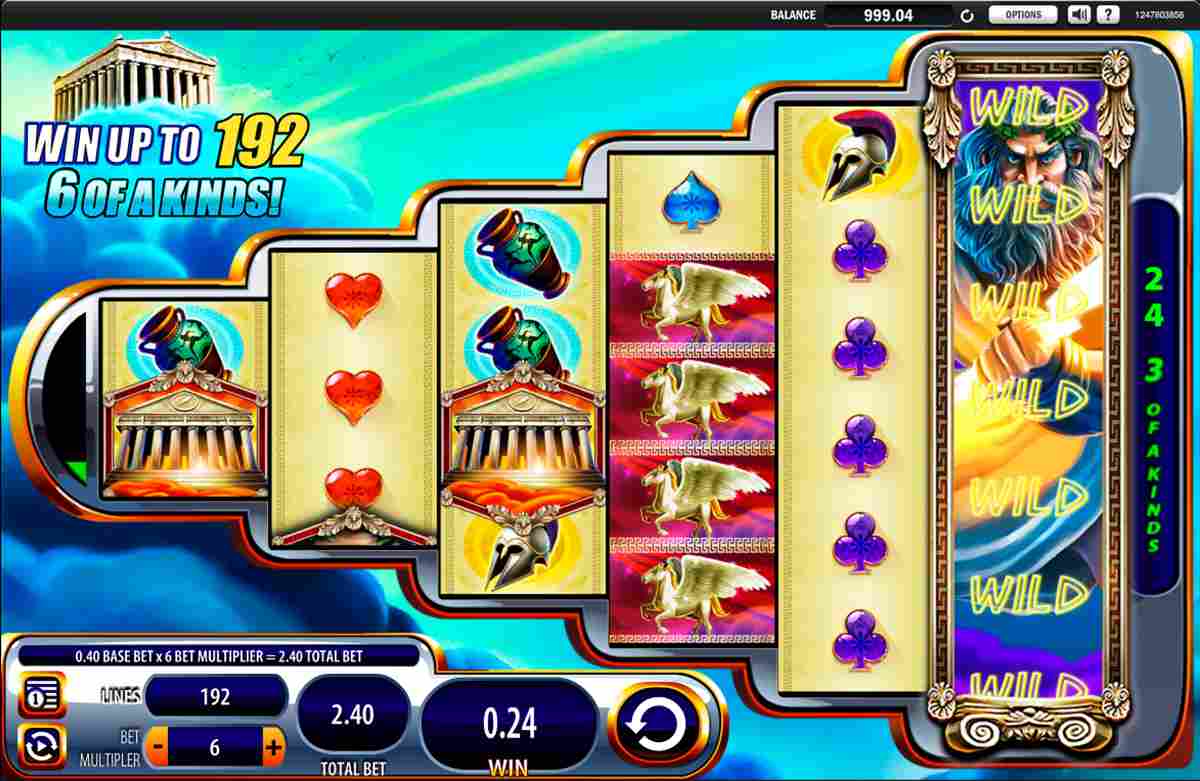 BALANCE 999.04 OPTIONS ? 1247803856
WIN UP TO 192
6 OF A KINDS!
WILD
WILD
WILD
WILD
WILD
WILD
WILD
24 3 OF A KINDS
0.40 BASE BET x 6 BET MULTIPLIER = 2.40 TOTAL BET
1
LINES 192
BET MULTIPLER - 6 +
2.40
TOTAL BET
0.24
WIN